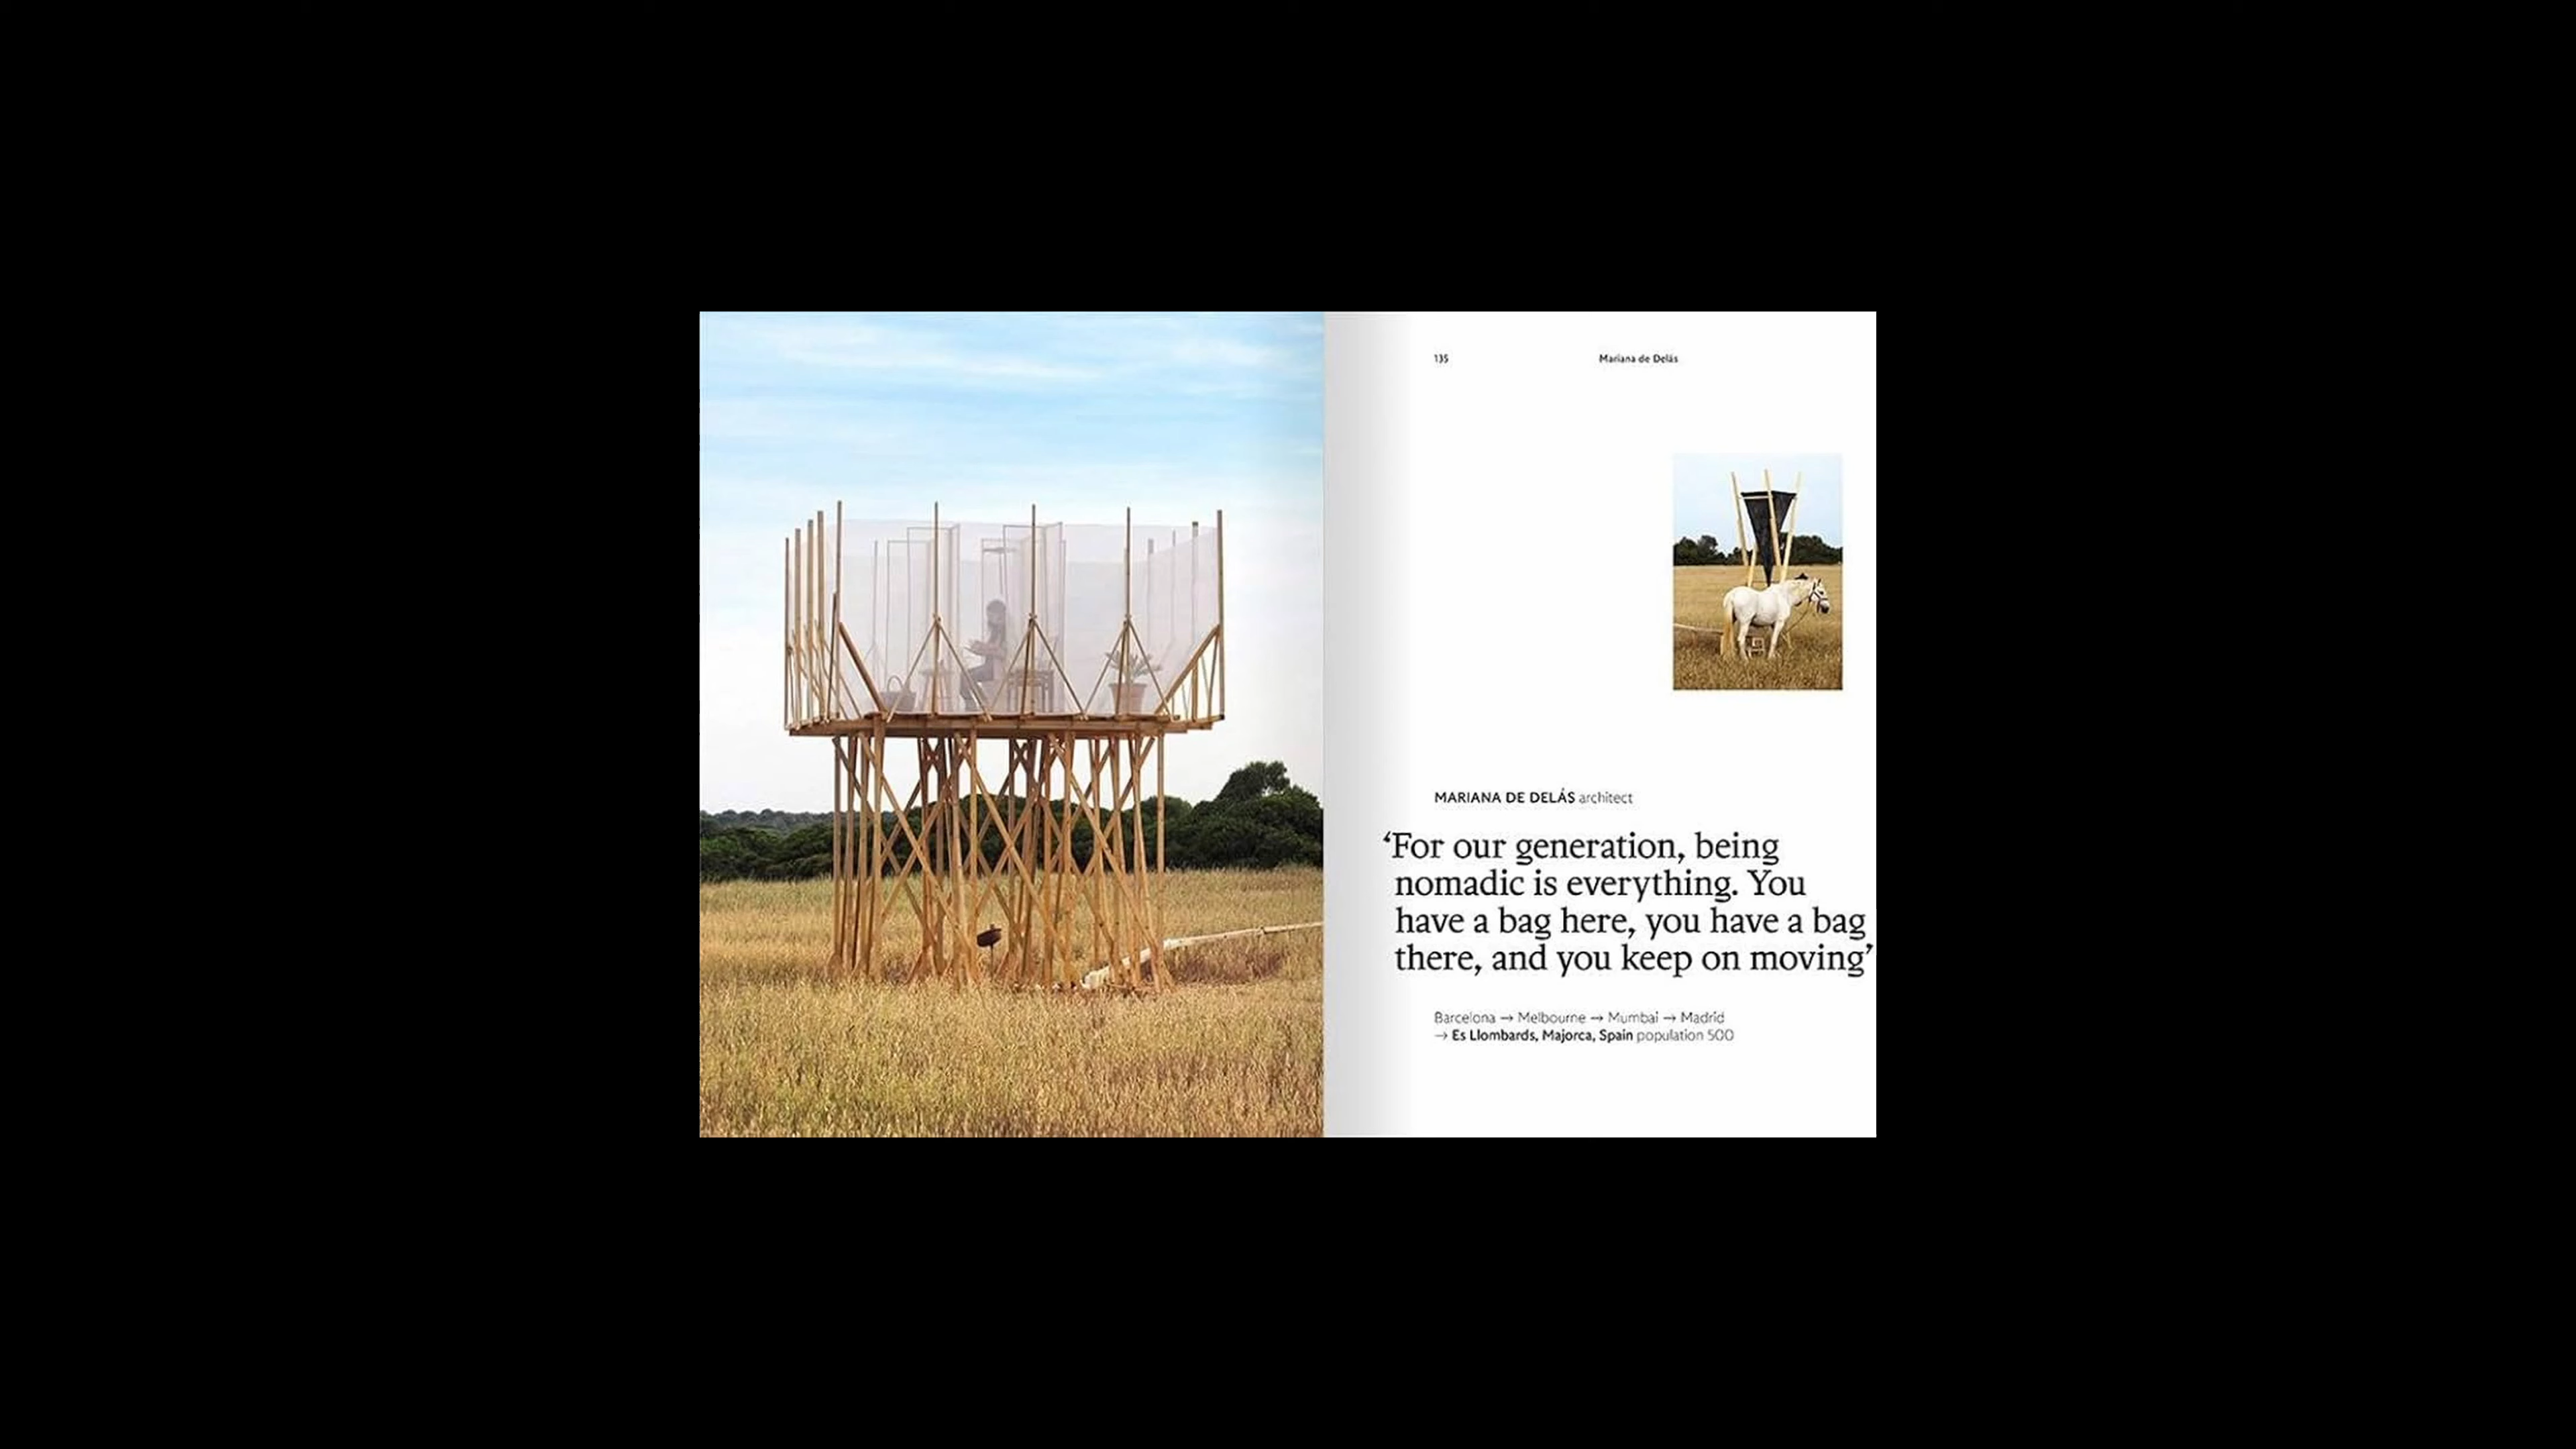 135
Mariana de Delás
MARIANA DE DELÁS architect
‘For our generation, being
nomadic is everything. You
have a bag here, you have a bag
there, and you keep on moving’
Barcelona → Melbourne → Mumbai → Madrid
→ Es Llombards, Majorca, Spain population 500